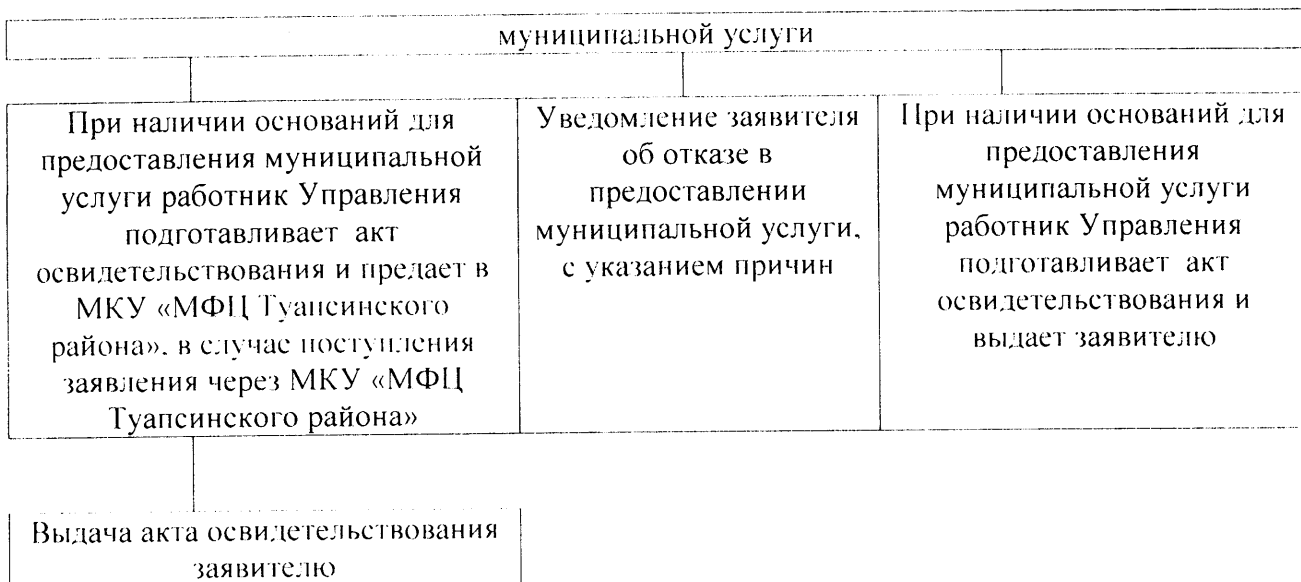 муниципальной услуги
При наличии оснований для
предоставления муниципальной
услуги работник Управления
подготавливает акт
освидетельствования и предает в
МКУ «МФЦ Туапсинского
района», в случае поступления
заявления через МКУ «МФЦ
Туапсинского района»
Уведомление заявителя
об отказе в
предоставлении
муниципальной услуги,
с указанием причин
При наличии оснований для
предоставления
муниципальной услуги
работник Управления
подготавливает акт
освидетельствования и
выдает заявителю
Выдача акта освидетельствования
заявителю